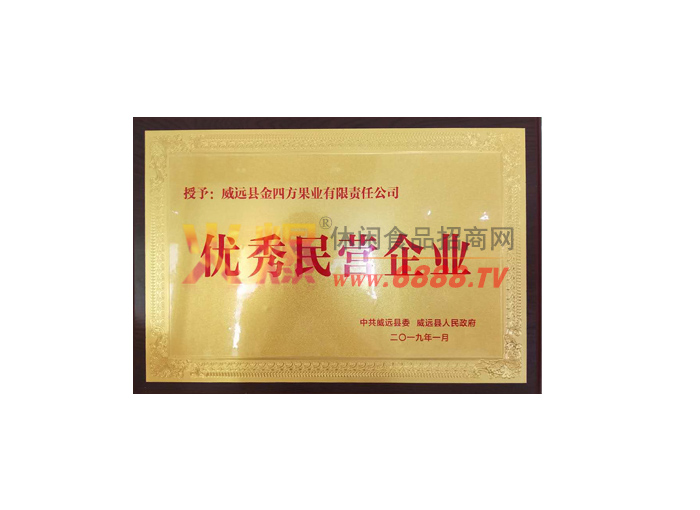 授予：威远县金四方果业有限责任公司
优秀民营企业
火爆®休闲食品招商网
www.6888.TV
中共威远县委 威远县人民政府
二〇一九年一月